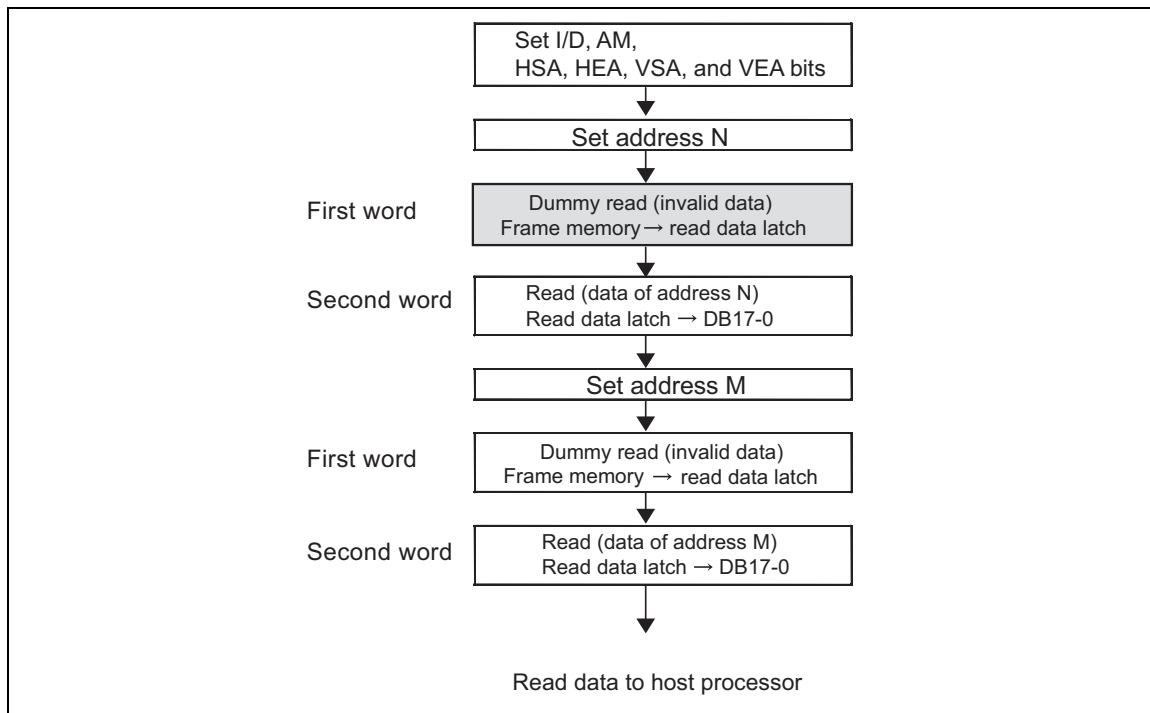 Set I/D, AM,
HSA, HEA, VSA, and VEA bits
Set address N
First word
Dummy read (invalid data)
Frame memory → read data latch
Second word
Read (data of address N)
Read data latch → DB17-0
Set address M
First word
Dummy read (invalid data)
Frame memory → read data latch
Second word
Read (data of address M)
Read data latch → DB17-0
Read data to host processor